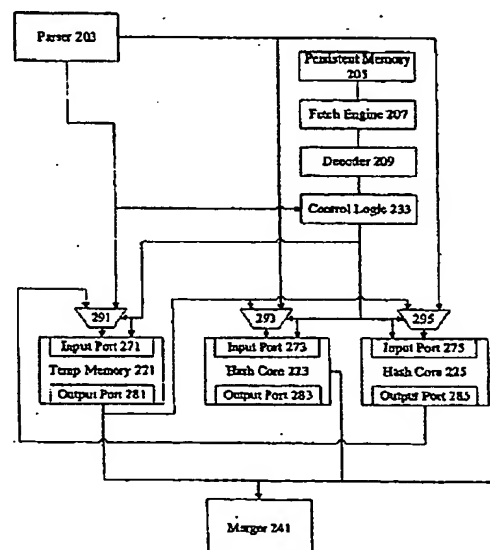 Parser 203
Persistent Memory
205
Fetch Engine 207
Decoder 209
Control Logic 233
291
293
295
Input Port 271
Temp Memory 221
Output Port 281
Input Port 273
Hash Core 223
Output Port 283
Input Port 275
Hash Core 225
Output Port 285
Merger 241